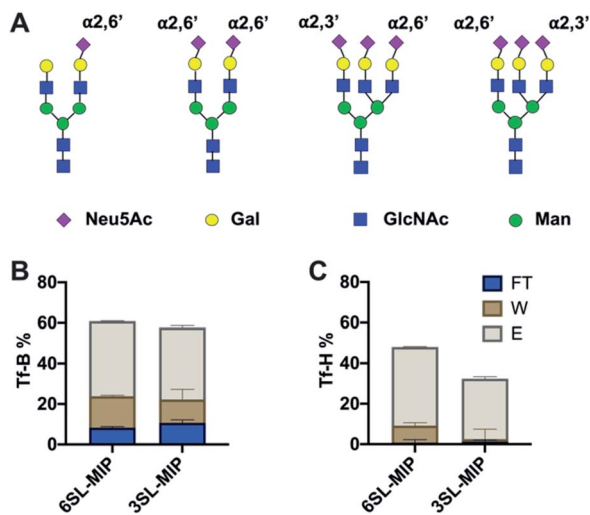 A
α2,6’ α2,6’ α2,6’ α2,3’ α2,6’ α2,6’ α2,3’
Neu5Ac Gal GlcNAc Man
B
80
60
40
20
0
Tf-B %
6SL-MIP
3SL-MIP
C
80
60
40
20
0
Tf-H %
6SL-MIP
3SL-MIP
FT
W
E